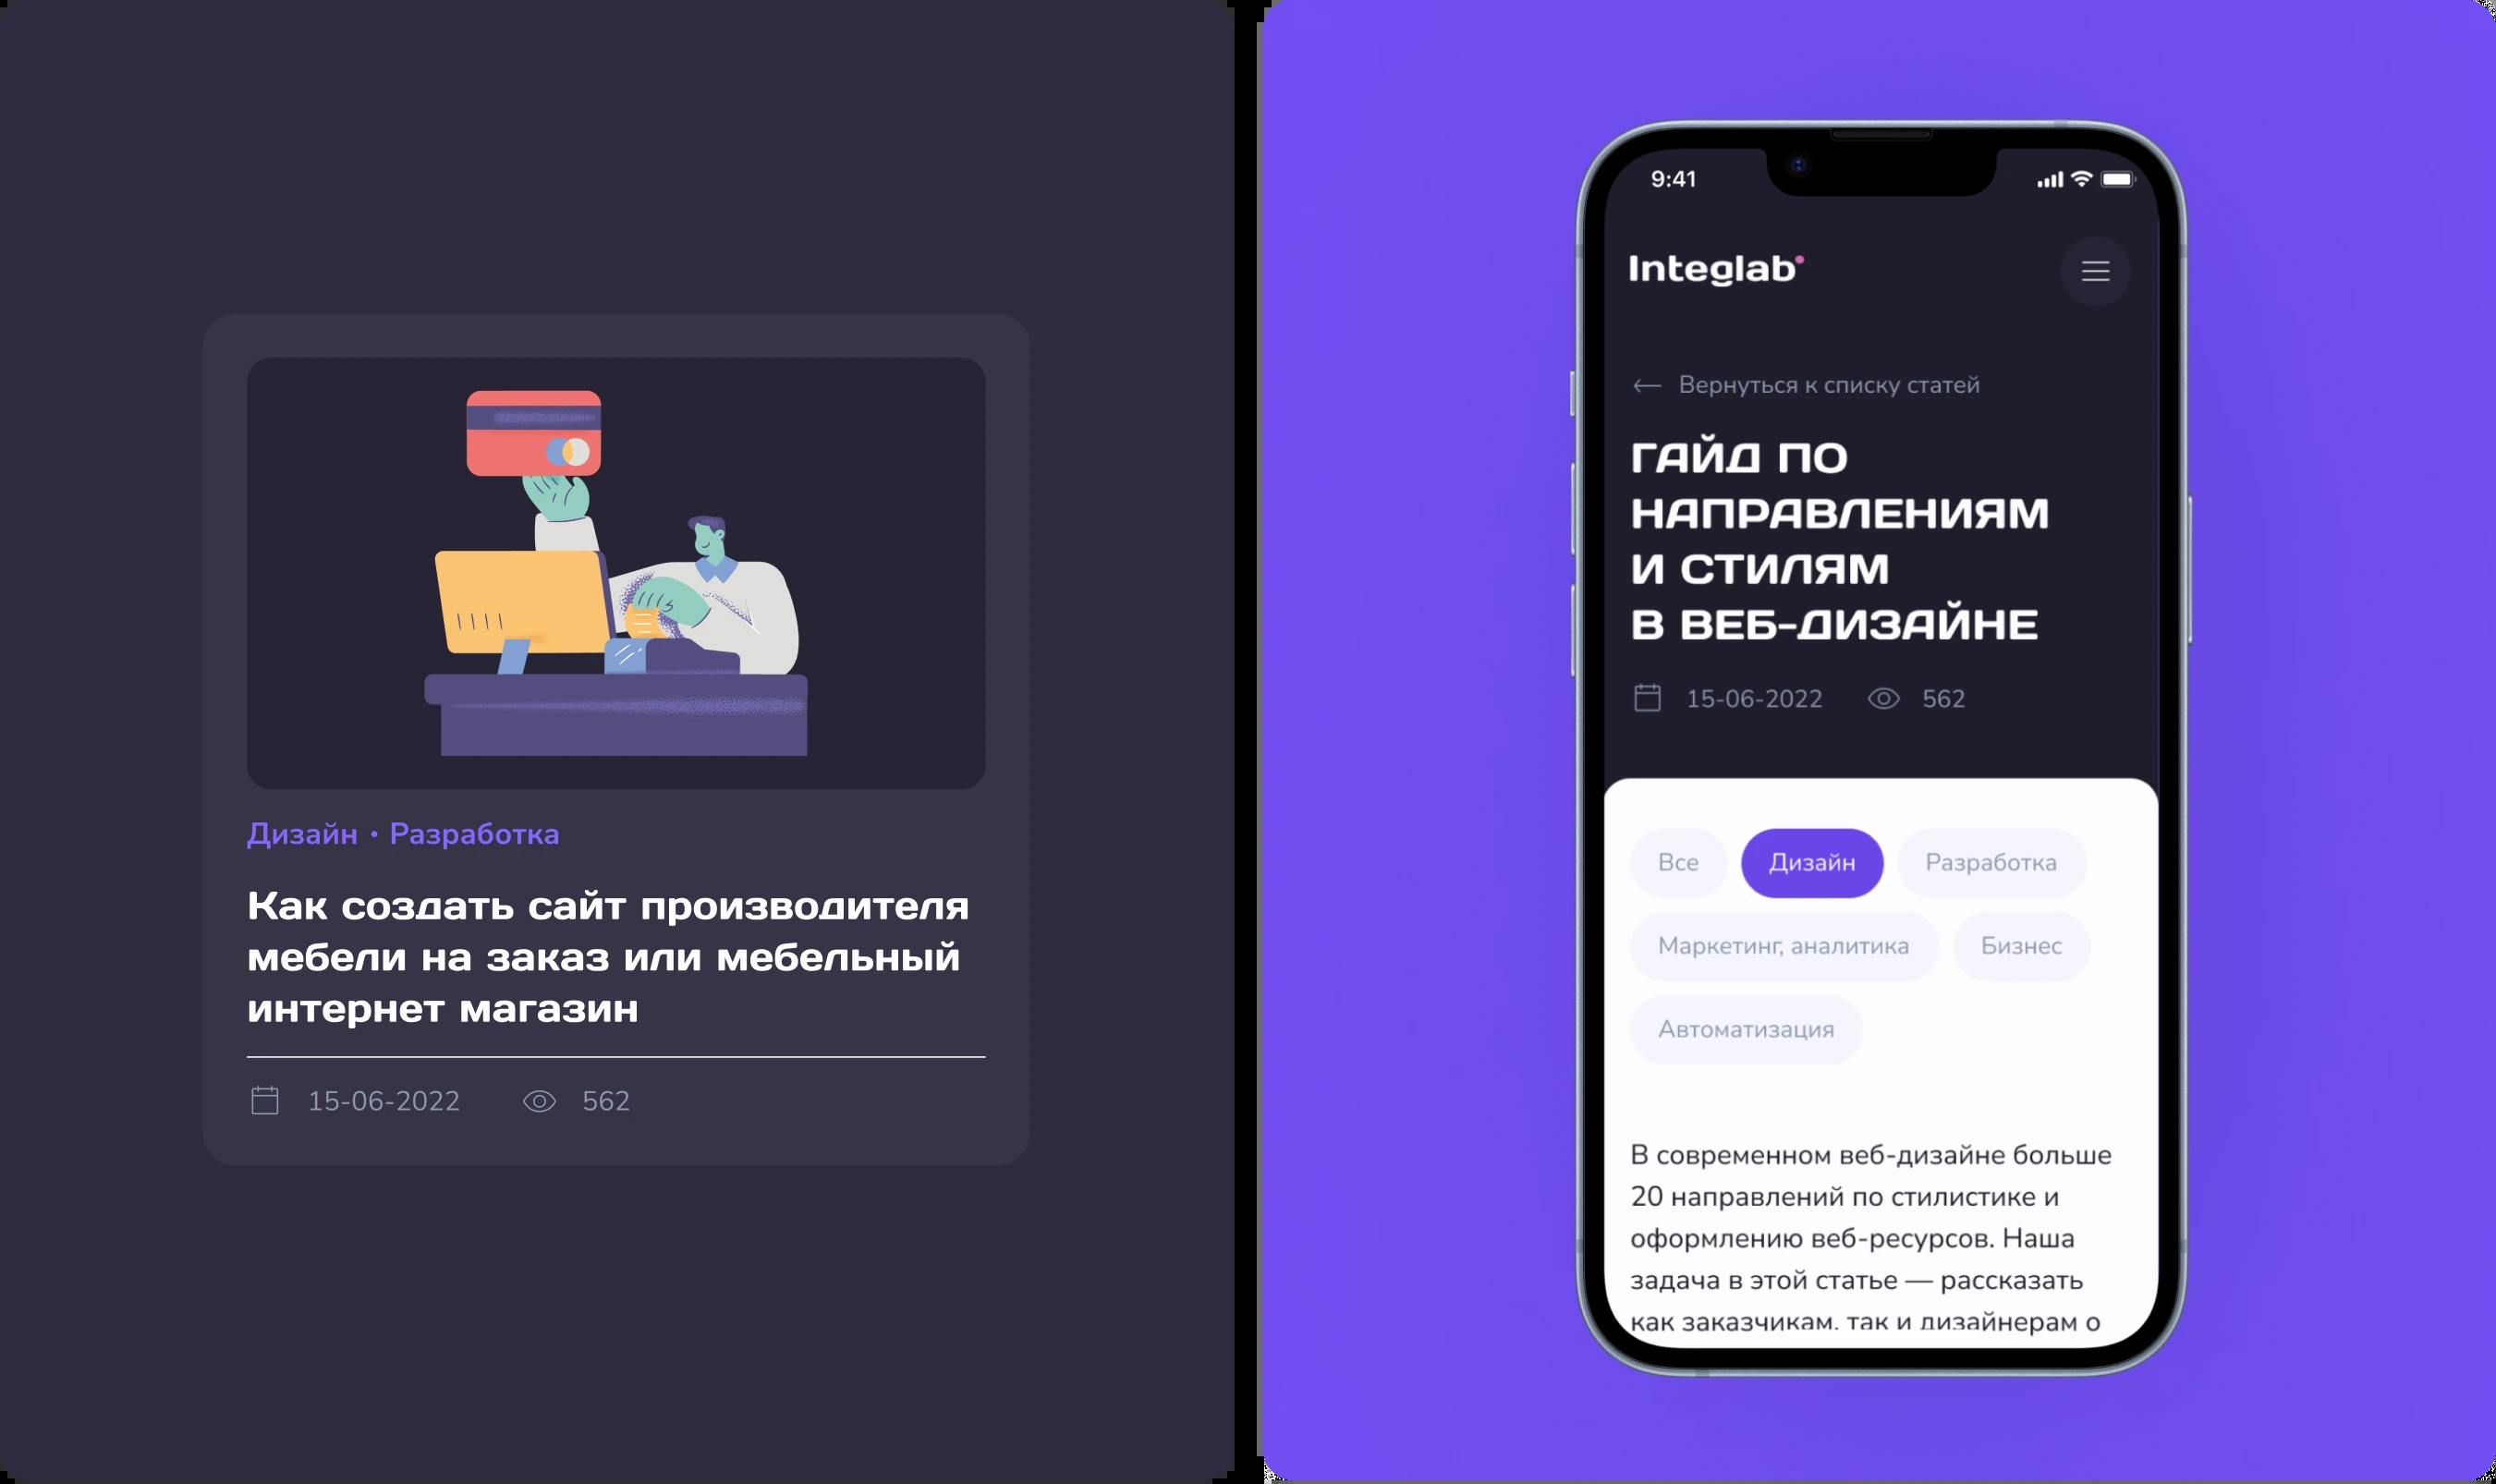 Дизайн • Разработка
Как создать сайт производителя
мебели на заказ или мебельный
интернет магазин
15-06-2022 562
9:41
Integlab
← Вернуться к списку статей
ГАЙД ПО
НАПРАВЛЕНИЯМ
И СТИЛЯМ
В ВЕБ-ДИЗАЙНЕ
15-06-2022 562
Все Дизайн Разработка
Маркетинг, аналитика Бизнес
Автоматизация
В современном веб-дизайне больше
20 направлений по стилистике и
оформлению веб-ресурсов. Наша
задача в этой статье — рассказать
как заказчикам, так и дизайнерам о